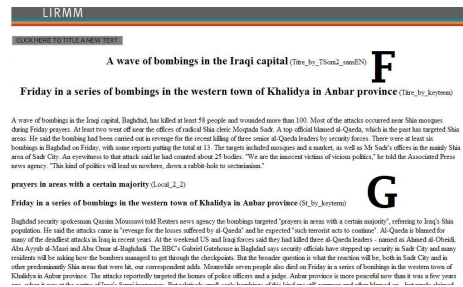 LIRMM
CLICK HERE TO TITLE A NEW TEXT
A wave of bombings in the Iraqi capital (Titre_by_TSom2_sansEN)
F
Friday in a series of bombings in the western town of Khalidiya in Anbar province (Titre_by_keyterm)
A wave of bombings in the Iraqi capital, Baghdad, has killed at least 58 people and wounded more than 100. Most of the attacks occurred near Shia mosques
during Friday prayers. At least two went off near the offices of radical Shia cleric Moqtada Sadr. A top official blamed al-Qaeda, which in the past has targeted Shia
areas. He said the bombing had been carried out in revenge for the recent killing of three senior al-Qaeda leaders by security forces. There were at least six
bombings in Baghdad on Friday, with some reports putting the total at 13. The targets included mosques and a market, as well as Mr Sadr's offices in the mainly Shia
area of Sadr City. An eyewitness to that attack said he had counted about 25 bodies. "We are the innocent victims of vicious politics," he told the Associated Press
news agency. "This kind of politics will lead us nowhere, down a rabbit-hole to sectarianism."
prayers in areas with a certain majority (Local_2_2)
G
Friday in a series of bombings in the western town of Khalidiya in Anbar province (St_by_keyterm)
Baghdad security spokesman Qassim Moussawi told Reuters news agency the bombings targeted "prayers in areas with a certain majority", referring to Iraq's Shia
population. He said the attacks came in "revenge for the losses suffered by al-Qaeda" and he expected "such terrorist acts to continue". Al-Qaeda is blamed for
many of the deadliest attacks in Iraq in recent years. At the weekend US and Iraqi forces said they had killed three al-Qaeda leaders - named as Ahmed al-Obeidi,
Abu Ayyub al-Masri and Abu Omar al-Baghdadi. The BBC's Gabriel Gatehouse in Baghdad says security officials have stepped up security in Sadr City and many
residents will be asking how the bombers managed to get through the checkpoints. But the broader question is what the reaction will be, both in Sadr City and in
other predominantly Shia areas that were hit, our correspondent adds. Meanwhile seven people also died on Friday in a series of bombings in the western town of
Khalidiya in Anbar province. The attacks reportedly targeted the homes of police officers and a judge. Anbar province is more peaceful now than it was a few years